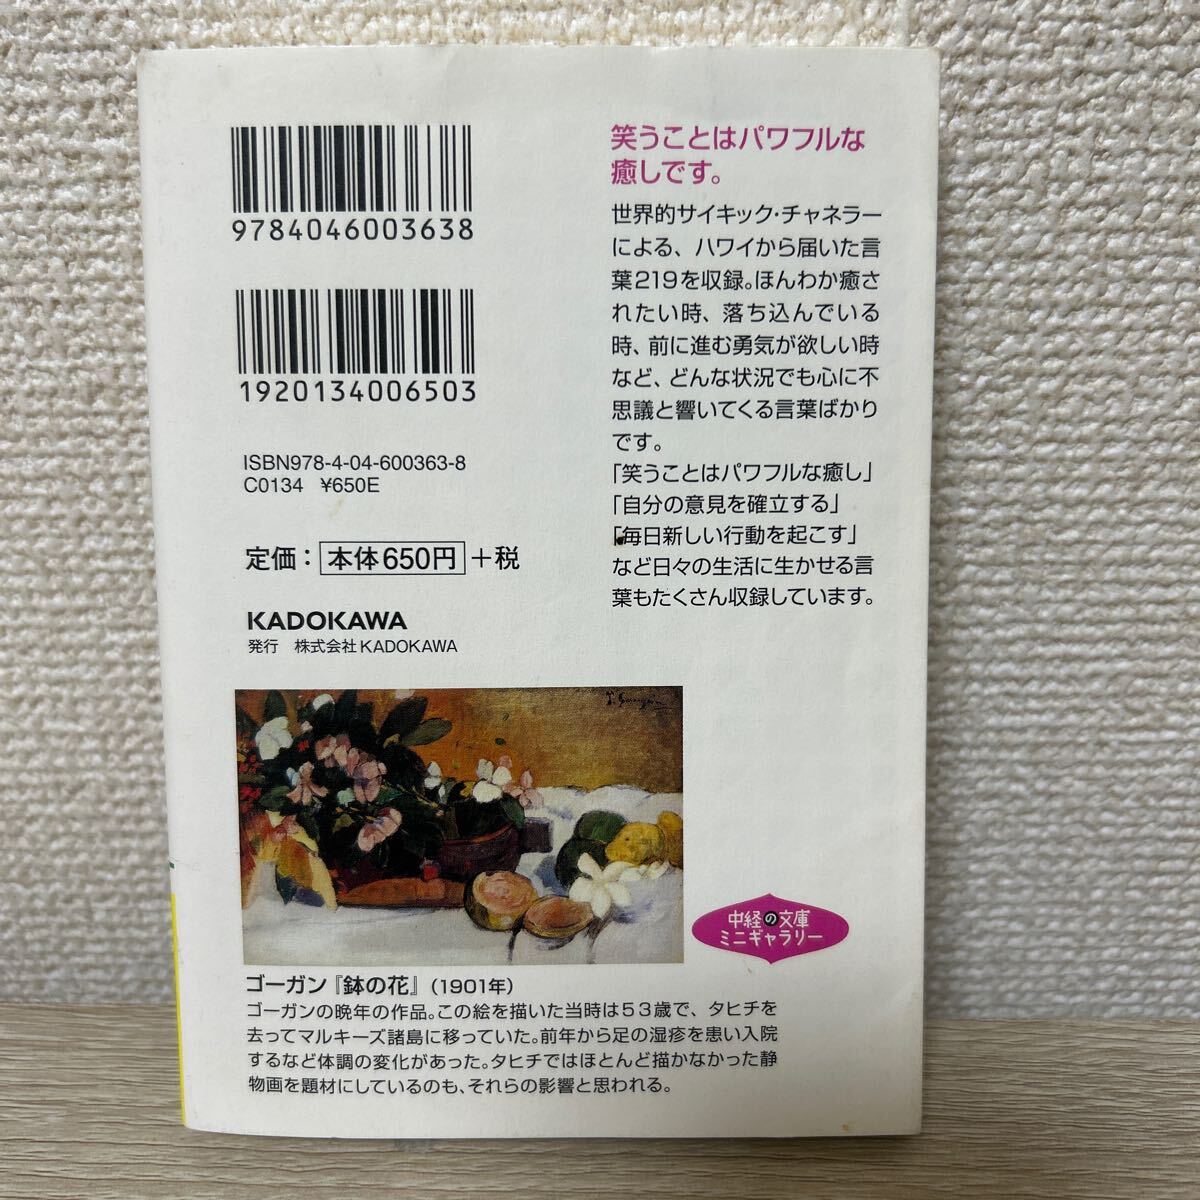 9784046003638
1920134006503
ISBN978-4-04-600363-8
C0134 ¥650E
定価：本体650円＋税
KADOKAWA
発行 株式会社KADOKAWA
笑うことはパワフルな
癒しです。
世界的サイキック・チャネラー
による、ハワイから届いた言
葉219を収録。ほんわか癒さ
れたい時、落ち込んでいる
時、前に進む勇気が欲しい時
など、どんな状況でも心に不
思議と響いてくる言葉ばかり
です。
「笑うことはパワフルな癒し」
「自分の意見を確立する」
「毎日新しい行動を起こす」
など日々の生活に生かせる言
葉もたくさん収録しています。
中経の文庫
ミニギャラリー
ゴーガン『鉢の花』（1901年）
ゴーガンの晩年の作品。この絵を描いた当時は53歳で、タヒチを
去ってマルキーズ諸島に移っていた。前年から足の湿疹を患い入院
するなど体調の変化があった。タヒチではほとんど描かなかった静
物画を題材にしているのも、それらの影響と思われる。